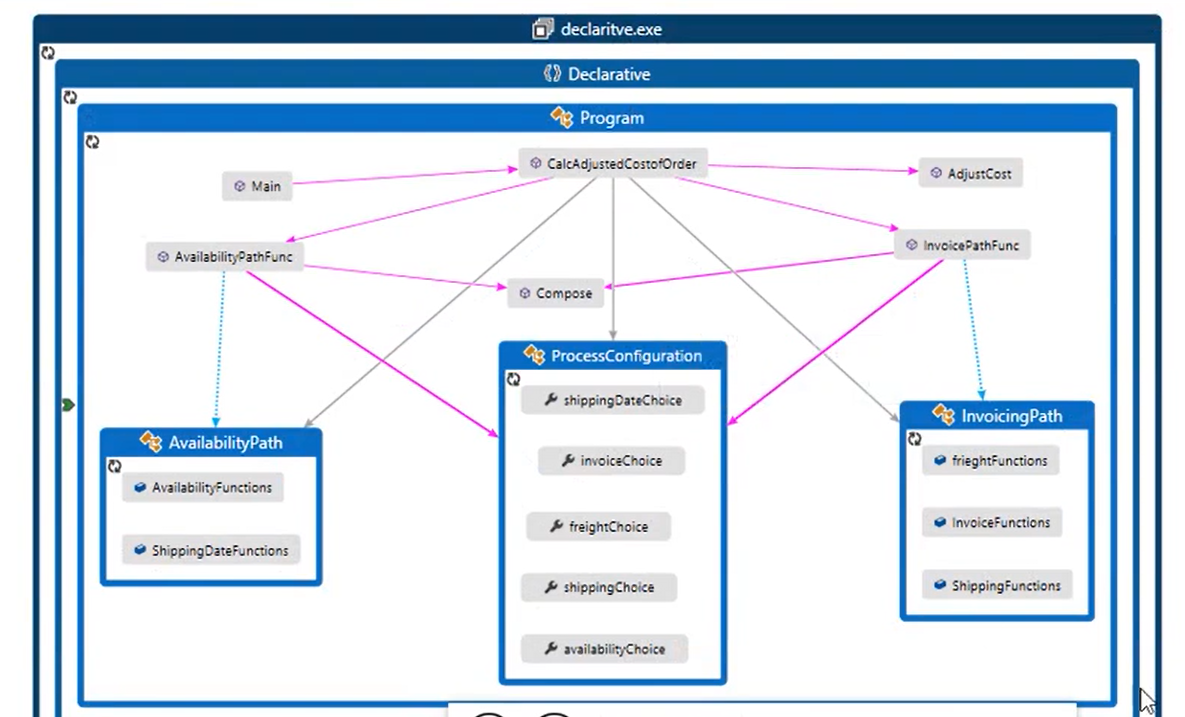 declaritve.exe
Declarative
Program
CalcAdjustedCostofOrder
Main
AdjustCost
AvailabilityPathFunc
InvoicePathFunc
Compose
ProcessConfiguration
shippingDateChoice
invoiceChoice
freightChoice
shippingChoice
availabilityChoice
AvailabilityPath
AvailabilityFunctions
ShippingDateFunctions
InvoicingPath
frieghtFunctions
InvoiceFunctions
ShippingFunctions